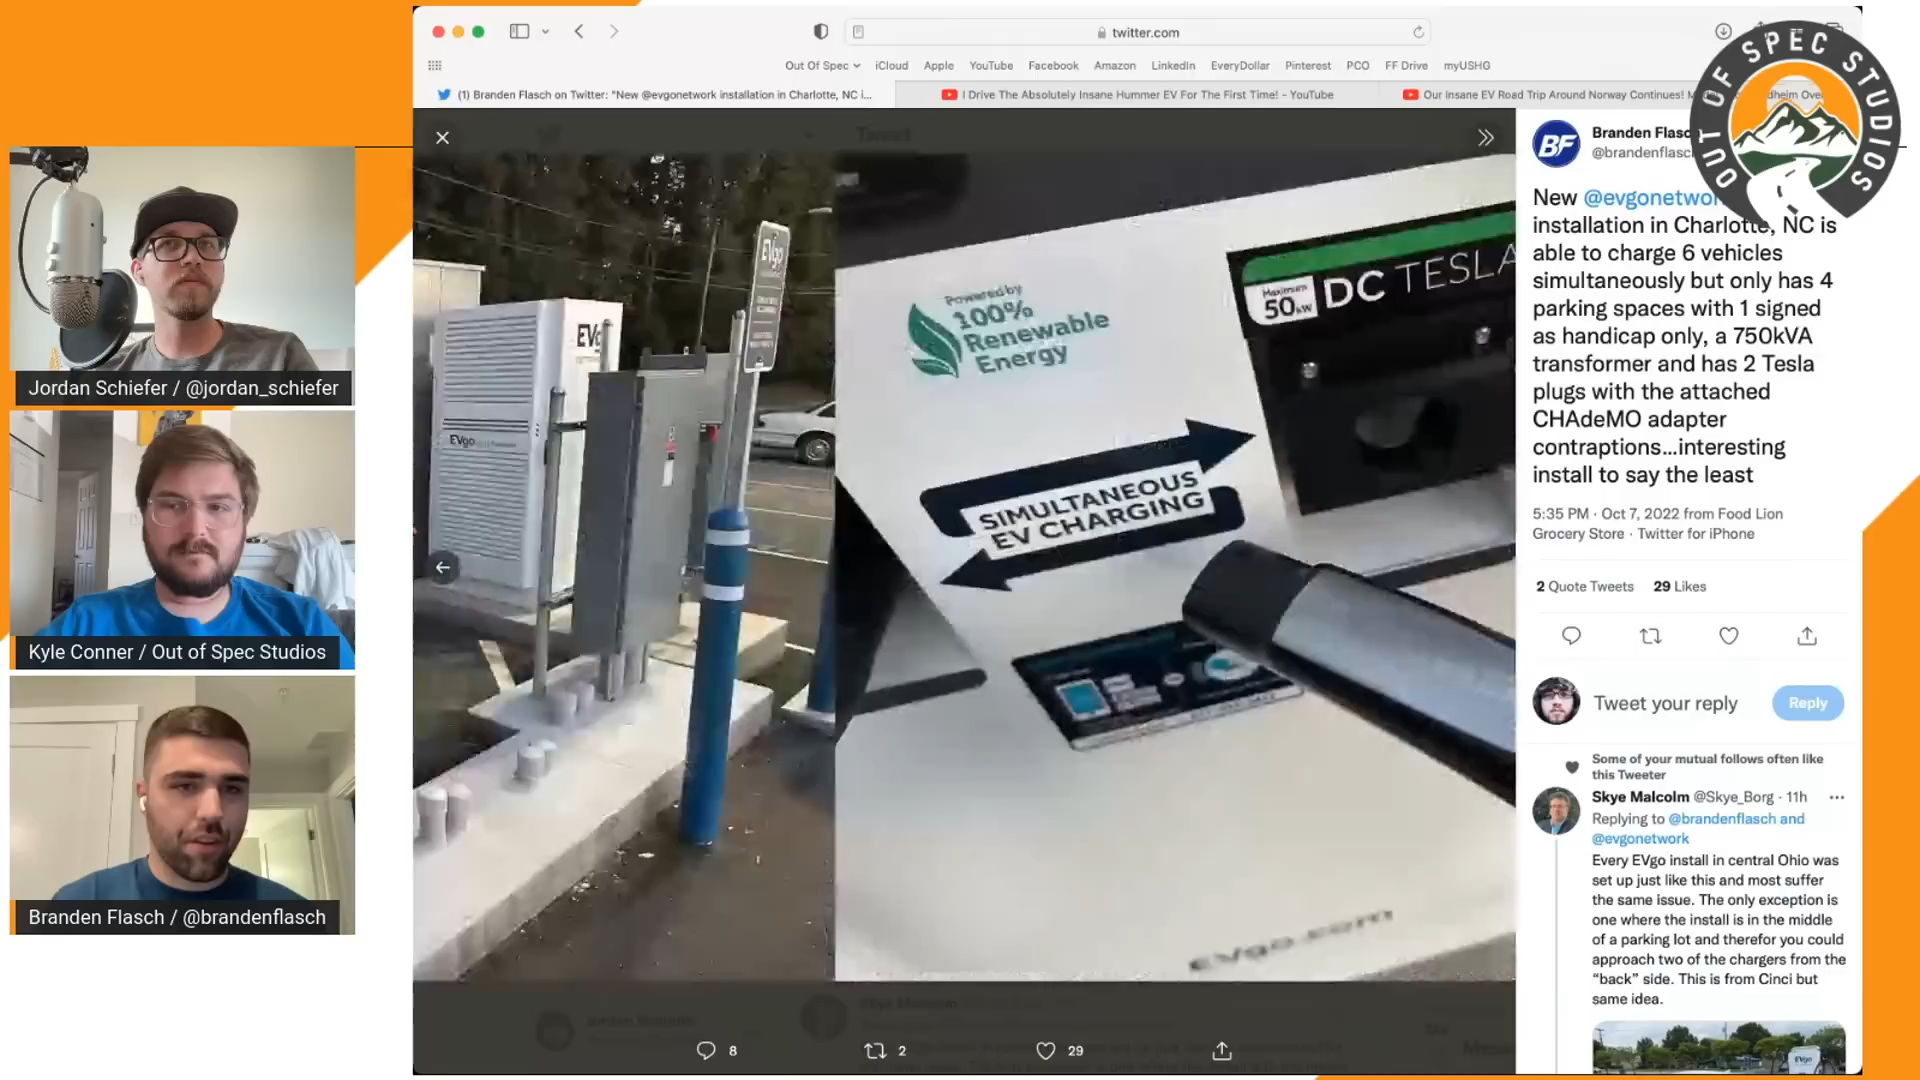 twitter.com
Out Of Spec iCloud Apple YouTube Facebook Amazon LinkedIn EveryDollar Pinterest PCO FF Drive myUSHG
(1) Branden Flasch on Twitter: "New @evgonetwork installation in Charlotte, NC i...
I Drive The Absolutely Insane Hummer EV For The First Time! - YouTube
Our Insane EV Road Trip Around Norway Continues!
OUT OF SPEC STUDIOS
Tweet
Jordan Schiefer / @jordan_schiefer
Kyle Conner / Out of Spec Studios
Branden Flasch / @brandenflasch
EVgo
EVgo
EVgo
Powered by
100%
Renewable
Energy
Maximum
50kW
DC TESLA
SIMULTANEOUS
EV CHARGING
EVgo.com
8
2
29
BF
Branden Flasc
@brandenflasc
New @evgonetwor
installation in Charlotte, NC is
able to charge 6 vehicles
simultaneously but only has 4
parking spaces with 1 signed
as handicap only, a 750kVA
transformer and has 2 Tesla
plugs with the attached
CHAdeMO adapter
contraptions...interesting
install to say the least
5:35 PM · Oct 7, 2022 from Food Lion
Grocery Store · Twitter for iPhone
2 Quote Tweets 29 Likes
Tweet your reply
Reply
Some of your mutual follows often like
this Tweeter
Skye Malcolm @Skye_Borg · 11h
Replying to @brandenflasch and
@evgonetwork
Every EVgo install in central Ohio was
set up just like this and most suffer
the same issue. The only exception is
one where the install is in the middle
of a parking lot and therefor you could
approach two of the chargers from the
“back” side. This is from Cinci but
same idea.
EVgo